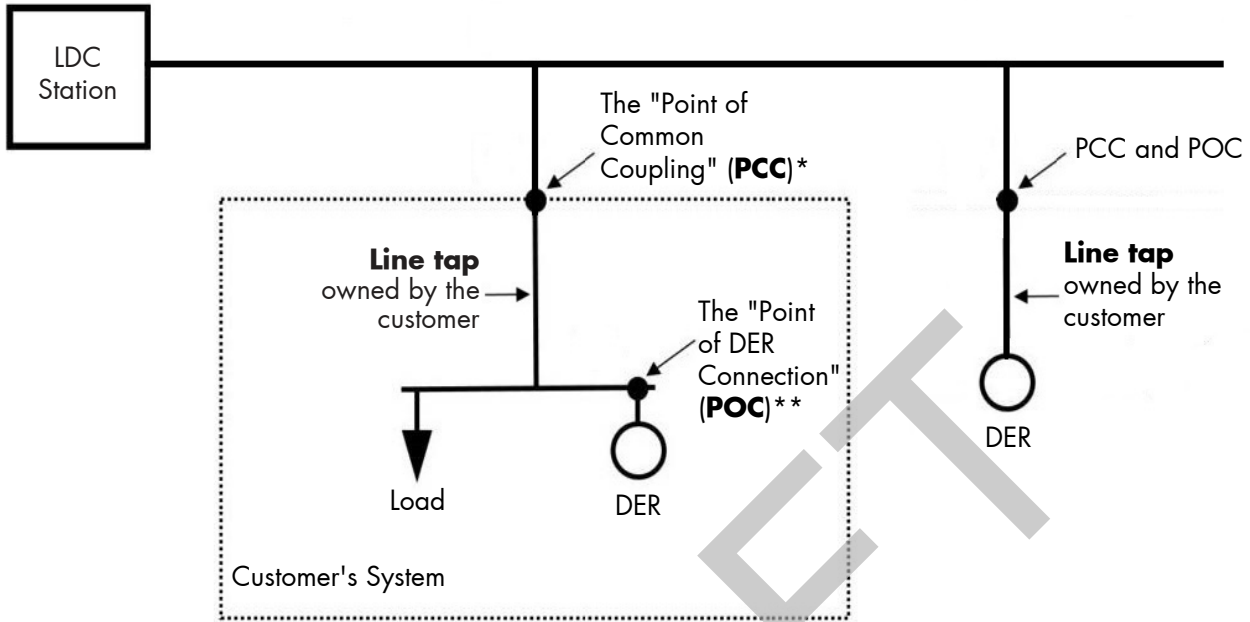 LDC
Station
The "Point of
Common
Coupling" (PCC)*
PCC and POC
Line tap
owned by the
customer
The "Point
of DER
Connection"
(POC)**
Line tap
owned by the
customer
Load
DER
DER
Customer's System
CT